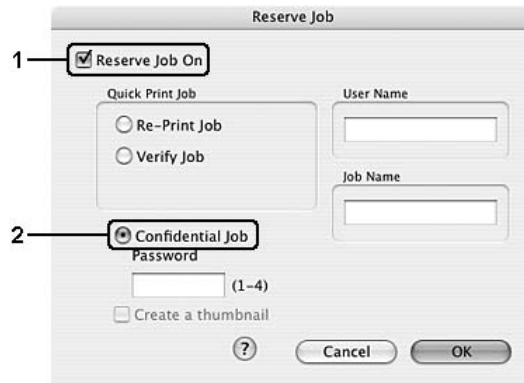 Reserve Job
1
Reserve Job On
Quick Print Job
User Name
Re-Print Job
Verify Job
Job Name
2
Confidential Job
Password
(1-4)
Create a thumbnail
?
Cancel
OK